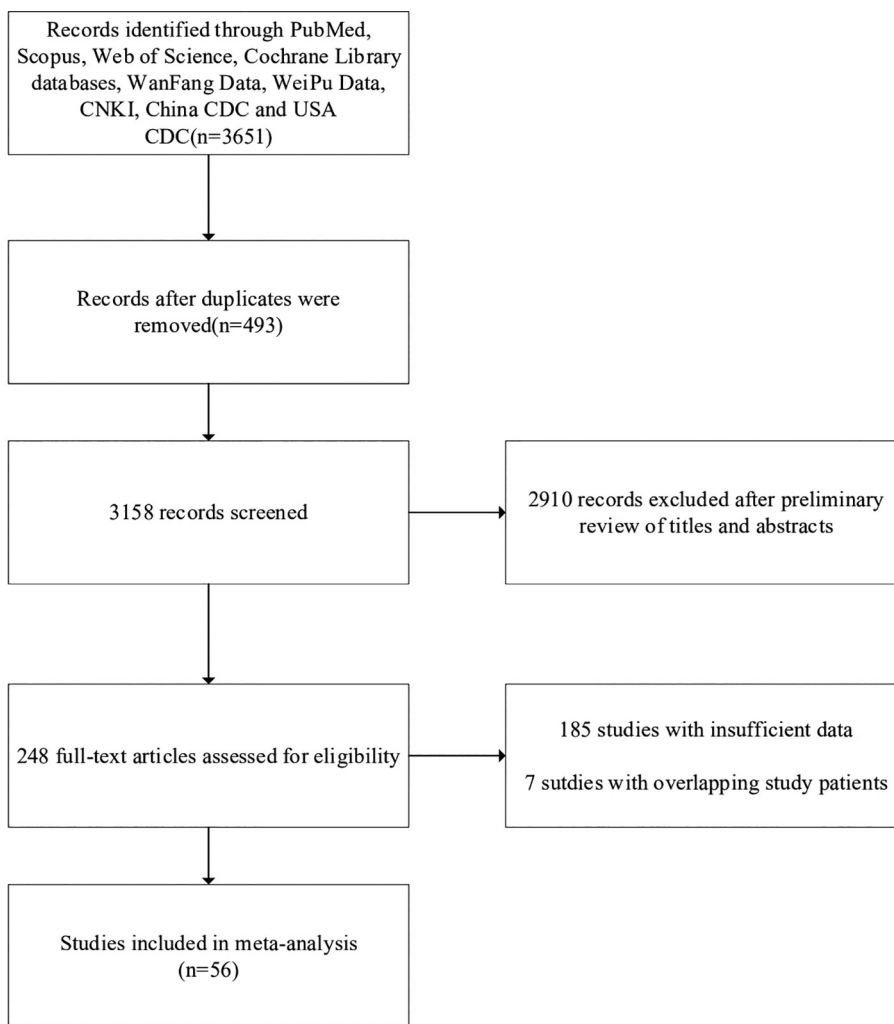 Records identified through PubMed,
Scopus, Web of Science, Cochrane Library
databases, WanFang Data, WeiPu Data,
CNKI, China CDC and USA
CDC(n=3651)
Records after duplicates were
removed(n=493)
3158 records screened
2910 records excluded after preliminary
review of titles and abstracts
248 full-text articles assessed for eligibility
185 studies with insufficient data
7 sutdies with overlapping study patients
Studies included in meta-analysis
(n=56)